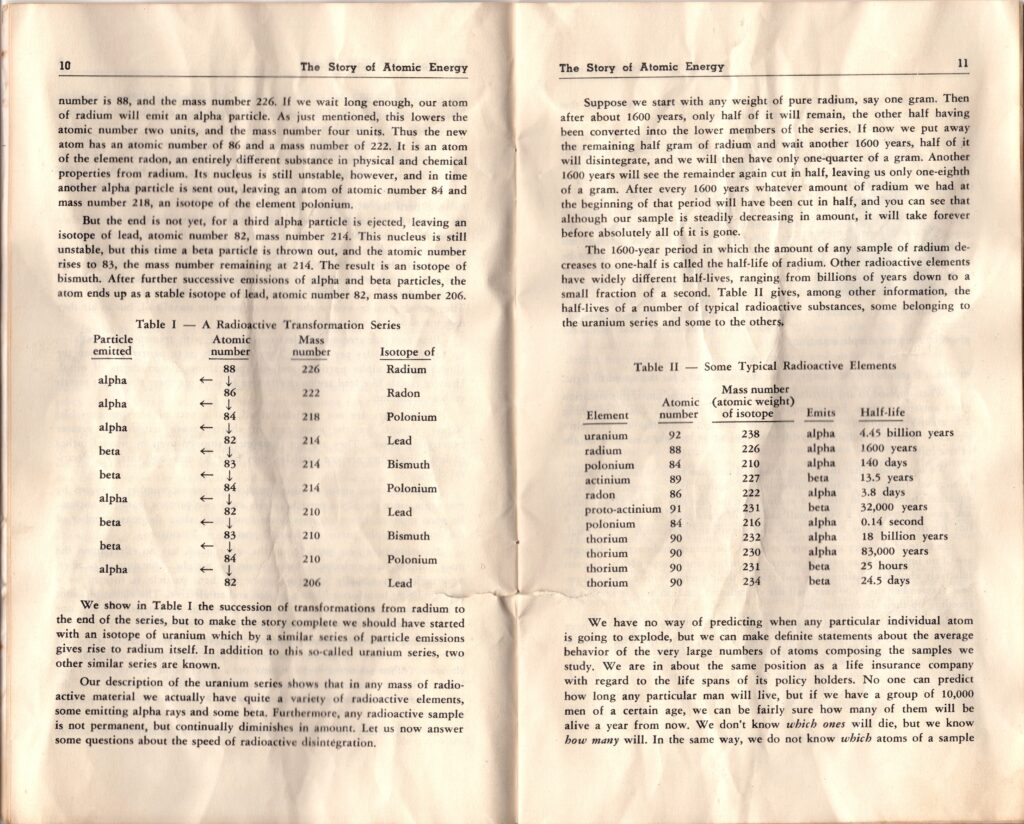 10 The Story of Atomic Energy
number is 88, and the mass number 226. If we wait long enough, our atom
of radium will emit an alpha particle. As just mentioned, this lowers the
atomic number two units, and the mass number four units. Thus the new
atom has an atomic number of 86 and a mass number of 222. It is an atom
of the element radon, an entirely different substance in physical and chemical
properties from radium. Its nucleus is still unstable, however, and in time
another alpha particle is sent out, leaving an atom of atomic number 84 and
mass number 218, an isotope of the element polonium.
But the end is not yet, for a third alpha particle is ejected, leaving an
isotope of lead, atomic number 82, mass number 214. This nucleus is still
unstable, but this time a beta particle is thrown out, and the atomic number
rises to 83, the mass number remaining at 214. The result is an isotope of
bismuth. After further successive emissions of alpha and beta particles, the
atom ends up as a stable isotope of lead, atomic number 82, mass number 206.
Table I — A Radioactive Transformation Series
Particle Atomic Mass
emitted number number Isotope of
88 226 Radium
alpha ← ↓
86 222 Radon
alpha ← ↓
84 218 Polonium
alpha ← ↓
82 214 Lead
beta ← ↓
83 214 Bismuth
beta ← ↓
84 214 Polonium
alpha ← ↓
82 210 Lead
beta ← ↓
83 210 Bismuth
beta ← ↓
84 210 Polonium
alpha ← ↓
82 206 Lead
We show in Table I the succession of transformations from radium to
the end of the series, but to make the story complete we should have started
with an isotope of uranium which by a similar series of particle emissions
gives rise to radium itself. In addition to this so-called uranium series, two
other similar series are known.
Our description of the uranium series shows that in any mass of radio-
active material we actually have quite a variety of radioactive elements,
some emitting alpha rays and some beta. Furthermore, any radioactive sample
is not permanent, but continually diminishes in amount. Let us now answer
some questions about the speed of radioactive disintegration.
The Story of Atomic Energy 11
Suppose we start with any weight of pure radium, say one gram. Then
after about 1600 years, only half of it will remain, the other half having
been converted into the lower members of the series. If now we put away
the remaining half gram of radium and wait another 1600 years, half of it
will disintegrate, and we will then have only one-quarter of a gram. Another
1600 years will see the remainder again cut in half, leaving us only one-eighth
of a gram. After every 1600 years whatever amount of radium we had at
the beginning of that period will have been cut in half, and you can see that
although our sample is steadily decreasing in amount, it will take forever
before absolutely all of it is gone.
The 1600-year period in which the amount of any sample of radium de-
creases to one-half is called the half-life of radium. Other radioactive elements
have widely different half-lives, ranging from billions of years down to a
small fraction of a second. Table II gives, among other information, the
half-lives of a number of typical radioactive substances, some belonging to
the uranium series and some to the others.
Table II — Some Typical Radioactive Elements
Mass number
Atomic (atomic weight)
Element number of isotope Emits Half-life
uranium 92 238 alpha 4.45 billion years
radium 88 226 alpha 1600 years
polonium 84 210 alpha 140 days
actinium 89 227 beta 13.5 years
radon 86 222 alpha 3.8 days
proto-actinium 91 231 beta 32,000 years
polonium 84 216 alpha 0.14 second
thorium 90 232 alpha 18 billion years
thorium 90 230 alpha 83,000 years
thorium 90 231 beta 25 hours
thorium 90 234 beta 24.5 days
We have no way of predicting when any particular individual atom
is going to explode, but we can make definite statements about the average
behavior of the very large numbers of atoms composing the samples we
study. We are in about the same position as a life insurance company
with regard to the life spans of its policy holders. No one can predict
how long any particular man will live, but if we have a group of 10,000
men of a certain age, we can be fairly sure how many of them will be
alive a year from now. We don't know which ones will die, but we know
how many will. In the same way, we do not know which atoms of a sample